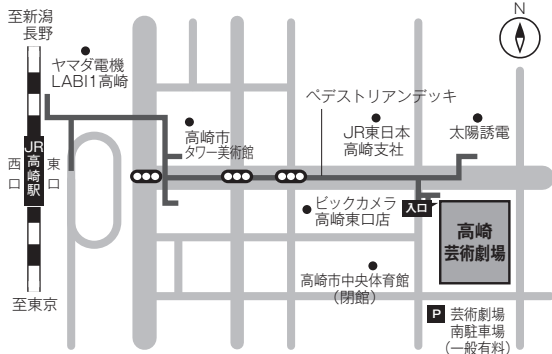 至新潟
長野
N
ヤマダ電機
LABI1高崎
ペデストリアンデッキ
高崎市
タワー美術館
JR東日本
高崎支社
太陽誘電
西口
JR高崎駅
東口
ビックカメラ
高崎東口店
入口
高崎
芸術劇場
高崎市中央体育館
（閉館）
至東京
P 芸術劇場
南駐車場
（一般有料）